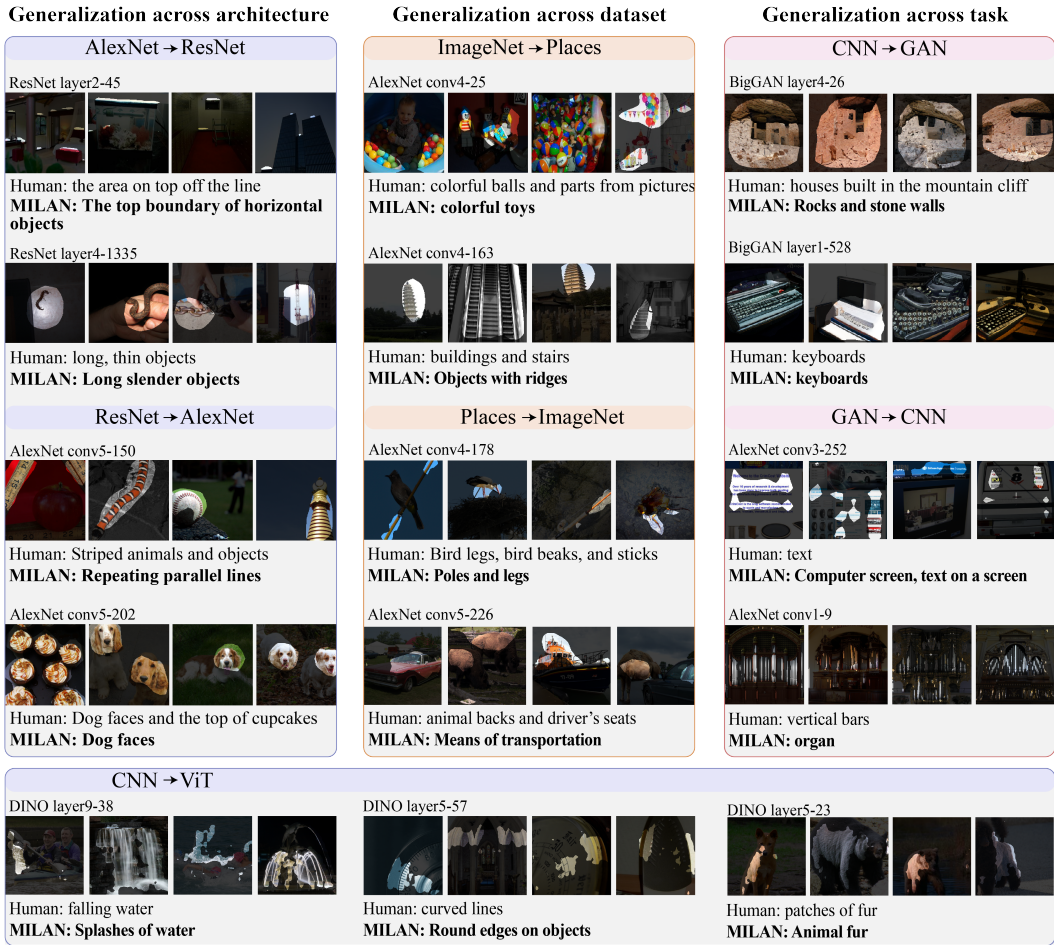 Generalization across architecture
AlexNet → ResNet
ResNet layer2-45
Human: the area on top off the line
MILAN: The top boundary of horizontal
objects
ResNet layer4-1335
Human: long, thin objects
MILAN: Long slender objects
ResNet → AlexNet
AlexNet conv5-150
Human: Striped animals and objects
MILAN: Repeating parallel lines
AlexNet conv5-202
Human: Dog faces and the top of cupcakes
MILAN: Dog faces
Generalization across dataset
ImageNet → Places
AlexNet conv4-25
Human: colorful balls and parts from pictures
MILAN: colorful toys
AlexNet conv4-163
Human: buildings and stairs
MILAN: Objects with ridges
Places → ImageNet
AlexNet conv4-178
Human: Bird legs, bird beaks, and sticks
MILAN: Poles and legs
AlexNet conv5-226
Human: animal backs and driver's seats
MILAN: Means of transportation
Generalization across task
CNN → GAN
BigGAN layer4-26
Human: houses built in the mountain cliff
MILAN: Rocks and stone walls
BigGAN layer1-528
Human: keyboards
MILAN: keyboards
GAN → CNN
AlexNet conv3-252
Human: text
MILAN: Computer screen, text on a screen
AlexNet conv1-9
Human: vertical bars
MILAN: organ
CNN → ViT
DINO layer9-38
Human: falling water
MILAN: Splashes of water
DINO layer5-57
Human: curved lines
MILAN: Round edges on objects
DINO layer5-23
Human: patches of fur
MILAN: Animal fur